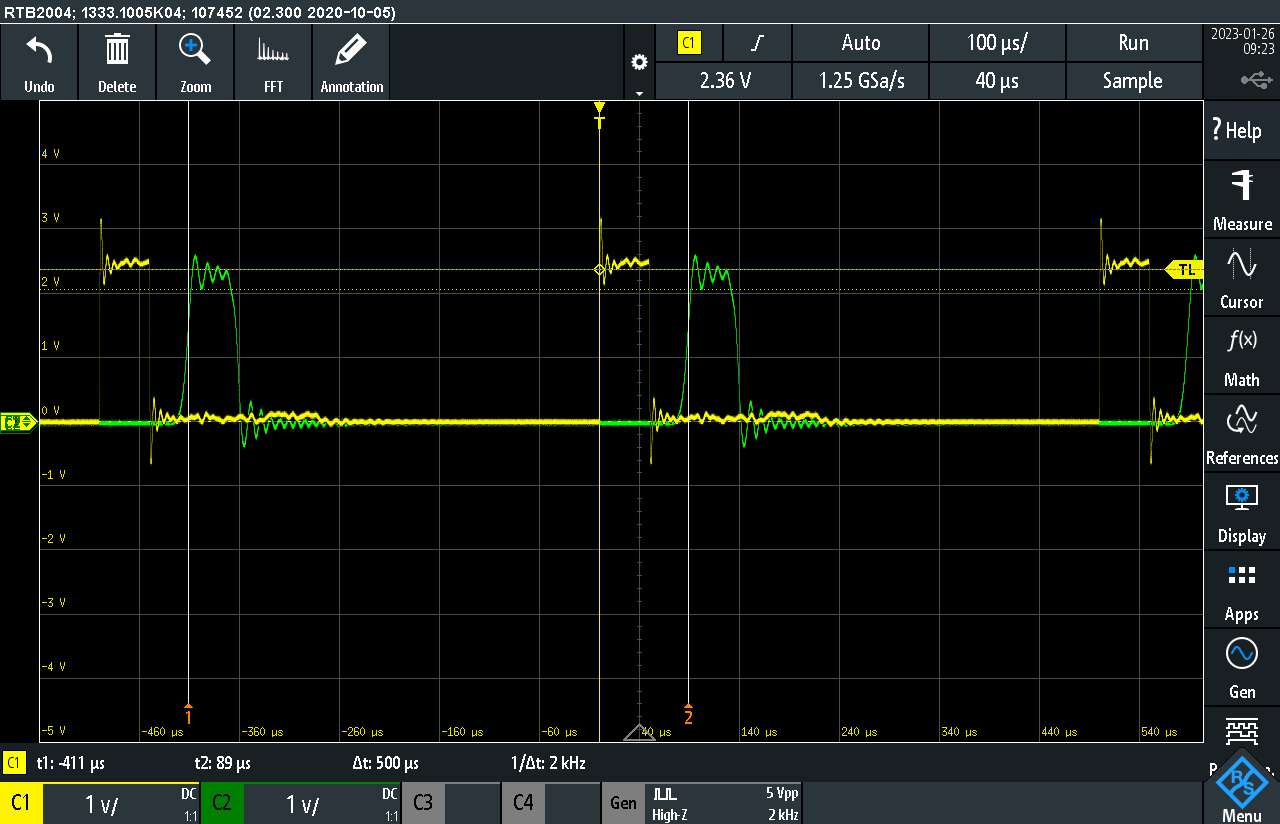 RTB2004; 1333.1005K04; 107452 (02.300 2020-10-05)
Undo
Delete
Zoom
FFT
Annotation
C1
Auto
100 µs/
Run
2.36 V
1.25 GSa/s
40 µs
Sample
2023-01-26
09:23
? Help
Measure
Cursor
f(x)
Math
References
Display
Apps
Gen
Menu
T
TL
4 V
3 V
2 V
1 V
0 V
-1 V
-2 V
-3 V
-4 V
-5 V
C2
1
2
-460 µs
-360 µs
-260 µs
-160 µs
-60 µs
40 µs
140 µs
240 µs
340 µs
440 µs
540 µs
C1 t1: -411 µs t2: 89 µs Δt: 500 µs 1/Δt: 2 kHz
C1 1 V/ DC 1:1
C2 1 V/ DC 1:1
C3
C4
Gen
5 Vpp
High-Z 2 kHz
R&S